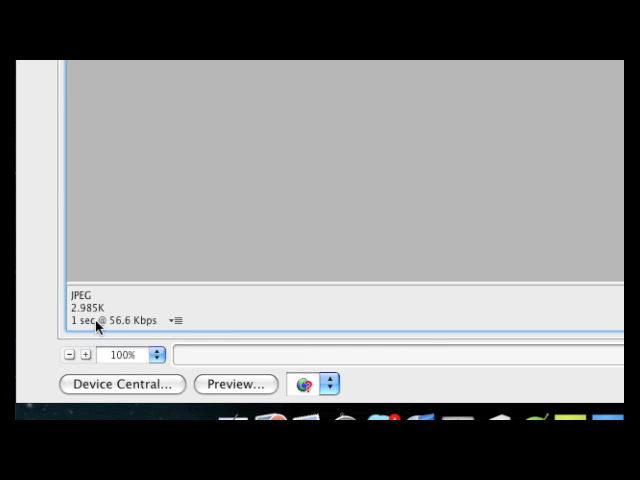 JPEG
2.985K
1 sec @ 56.6 Kbps
100%
Device Central... Preview...